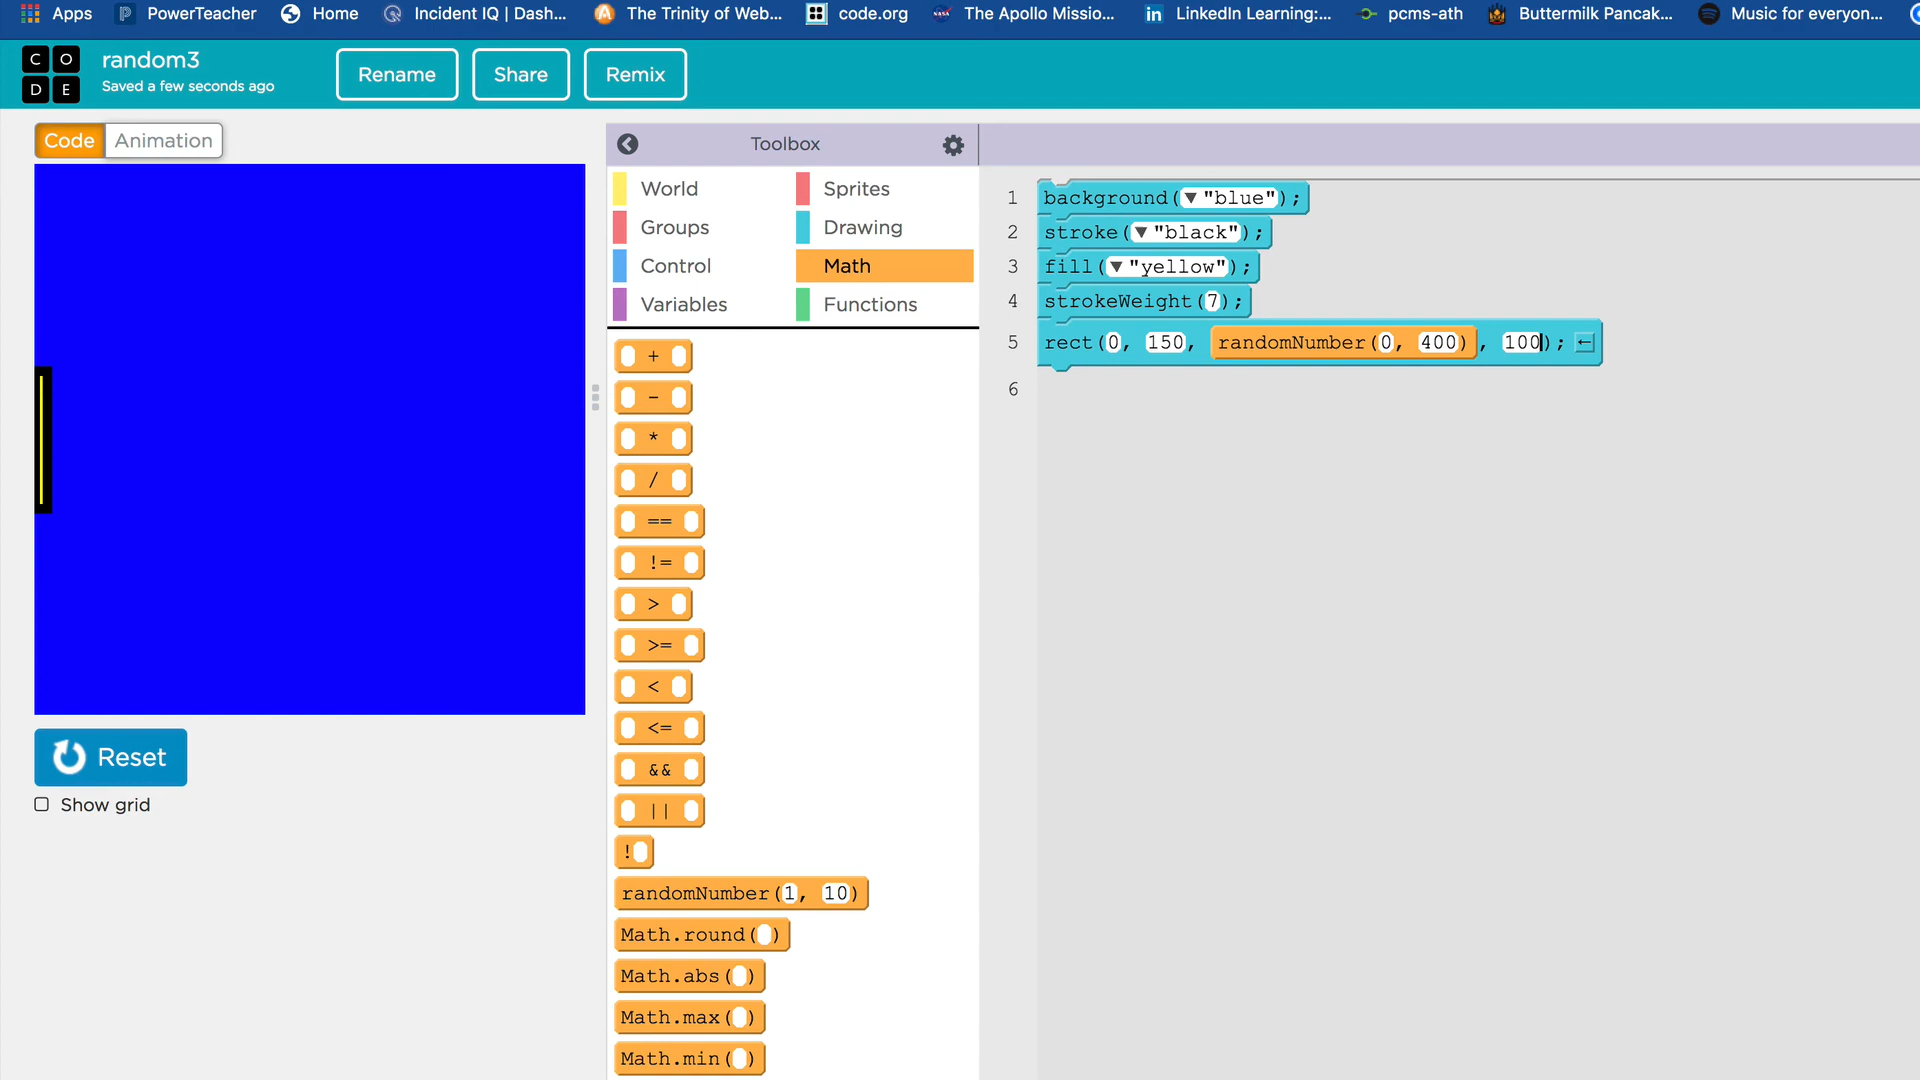 Apps PowerTeacher Home Incident IQ | Dash... The Trinity of Web... code.org The Apollo Missio... LinkedIn Learning:... pcms-ath Buttermilk Pancak... Music for everyon...
C O D E
random3
Saved a few seconds ago
Rename Share Remix
Code Animation
Toolbox
World Sprites
Groups Drawing
Control Math
Variables Functions
+
-
*
/
==
!=
>
>=
<
<=
&&
||
!
randomNumber(1, 10)
Math.round( )
Math.abs( )
Math.max( )
Math.min( )
1 background(▼"blue");
2 stroke(▼"black");
3 fill(▼"yellow");
4 strokeWeight(7);
5 rect(0, 150, randomNumber(0, 400), 100); ←
6
Reset
Show grid